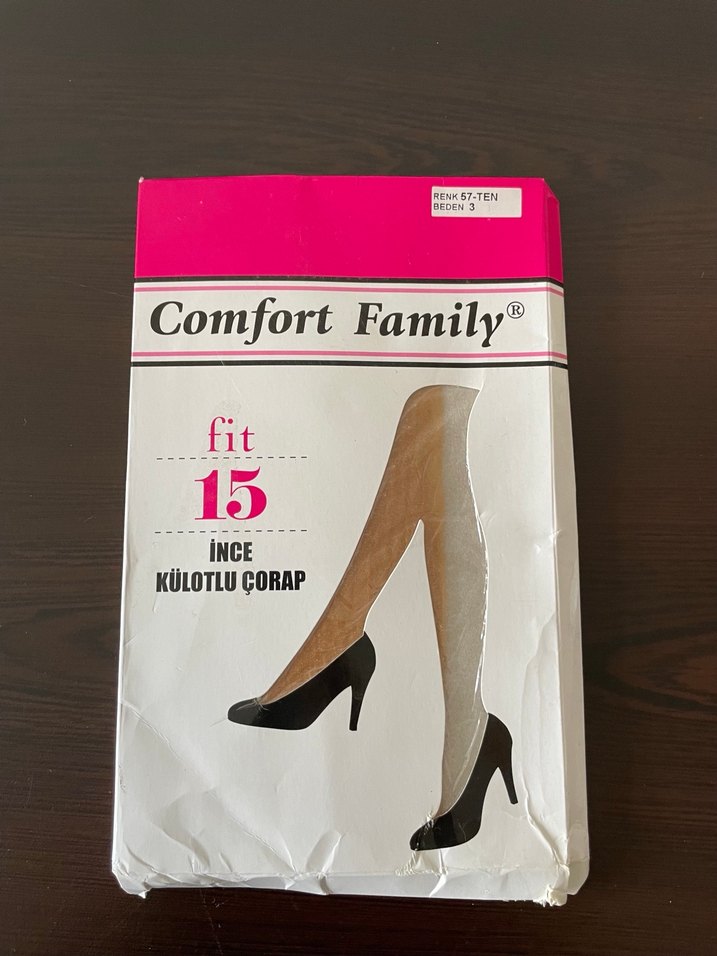 RENK 57-TEN
BEDEN 3
Comfort Family®
fit
15
İNCE
KÜLOTLU ÇORAP